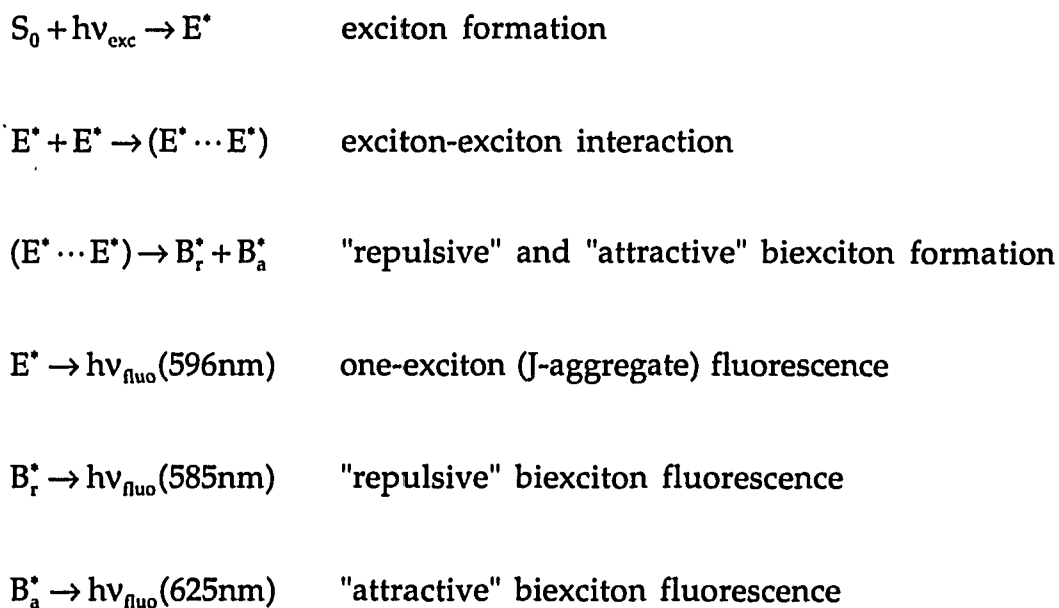 S₀ + hν_exc → E* exciton formation
E* + E* → (E* ⋯ E*) exciton-exciton interaction
(E* ⋯ E*) → B*_r + B*_a "repulsive" and "attractive" biexciton formation
E* → hν_fluo(596nm) one-exciton (J-aggregate) fluorescence
B*_r → hν_fluo(585nm) "repulsive" biexciton fluorescence
B*_a → hν_fluo(625nm) "attractive" biexciton fluorescence